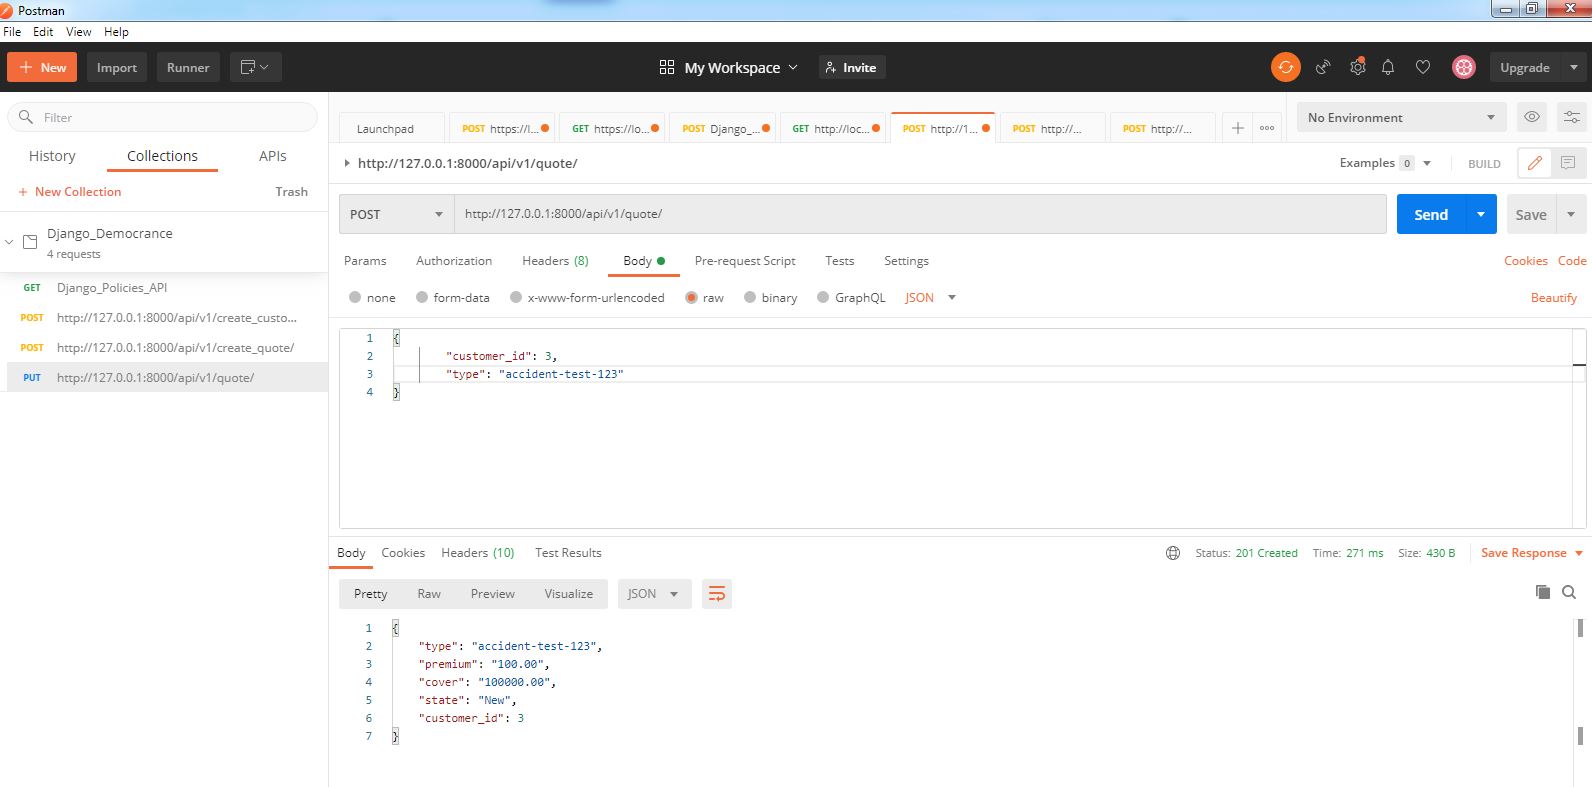 Postman
File Edit View Help
+ New Import Runner My Workspace Invite Upgrade
Filter
History Collections APIs
+ New Collection Trash
Django_Democrance
4 requests
GET Django_Policies_API
POST http://127.0.0.1:8000/api/v1/create_custo...
POST http://127.0.0.1:8000/api/v1/create_quote/
PUT http://127.0.0.1:8000/api/v1/quote/
Launchpad POST https://l... GET https://lo... POST Django_... GET http://loc... POST http://1... POST http://... POST http://... + ooo No Environment
http://127.0.0.1:8000/api/v1/quote/ Examples 0 BUILD
POST http://127.0.0.1:8000/api/v1/quote/ Send Save
Params Authorization Headers (8) Body Pre-request Script Tests Settings Cookies Code
none form-data x-www-form-urlencoded raw binary GraphQL JSON Beautify
1 {
2 "customer_id": 3,
3 "type": "accident-test-123"
4 }
Body Cookies Headers (10) Test Results Status: 201 Created Time: 271 ms Size: 430 B Save Response
Pretty Raw Preview Visualize JSON
1 {
2 "type": "accident-test-123",
3 "premium": "100.00",
4 "cover": "100000.00",
5 "state": "New",
6 "customer_id": 3
7 }